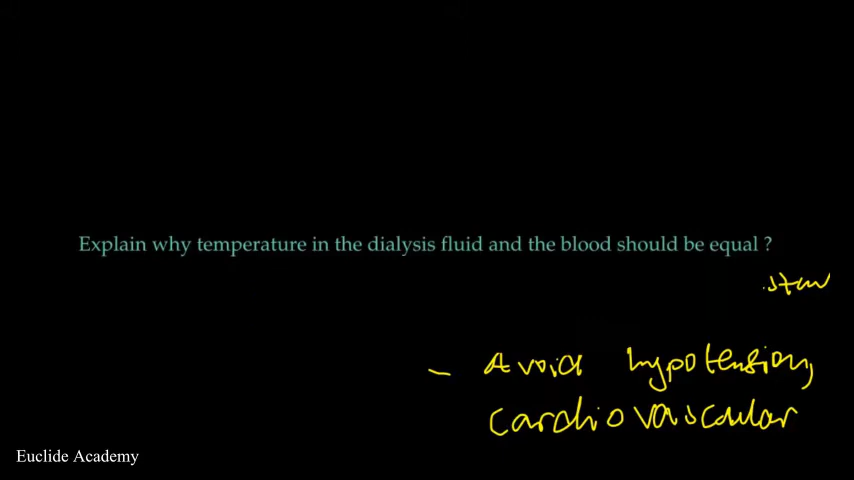 Explain why temperature in the dialysis fluid and the blood should be equal ?
- Avoid hypotension,
cardiovascular
Euclide Academy